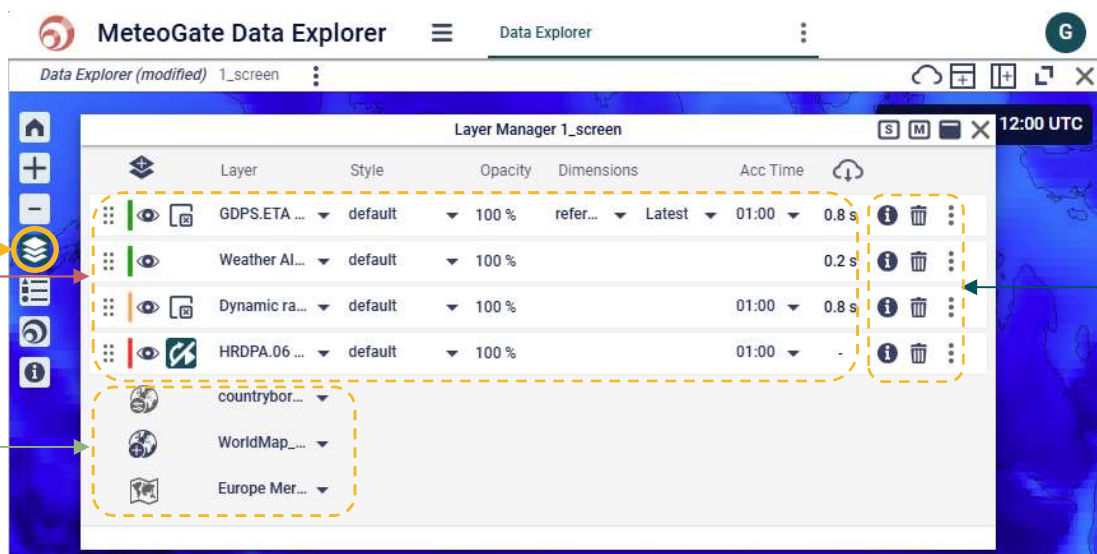 MeteoGate Data Explorer Data Explorer G
Data Explorer (modified) 1_screen
12:00 UTC
Layer Manager 1_screen S M
Layer Style Opacity Dimensions Acc Time
GDPS.ETA ... default 100 % refer... Latest 01:00 0.8 s
Weather Al... default 100 % 0.2 s
Dynamic ra... default 100 % 01:00 0.8 s
HRDPA.06 ... default 100 % 01:00 -
countrybor...
WorldMap_...
Europe Mer...